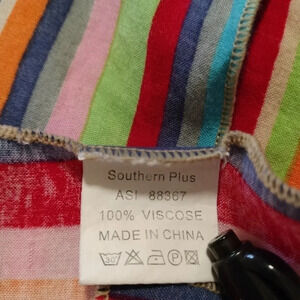 Southern Plus
ASI 88367
100% VISCOSE
MADE IN CHINA